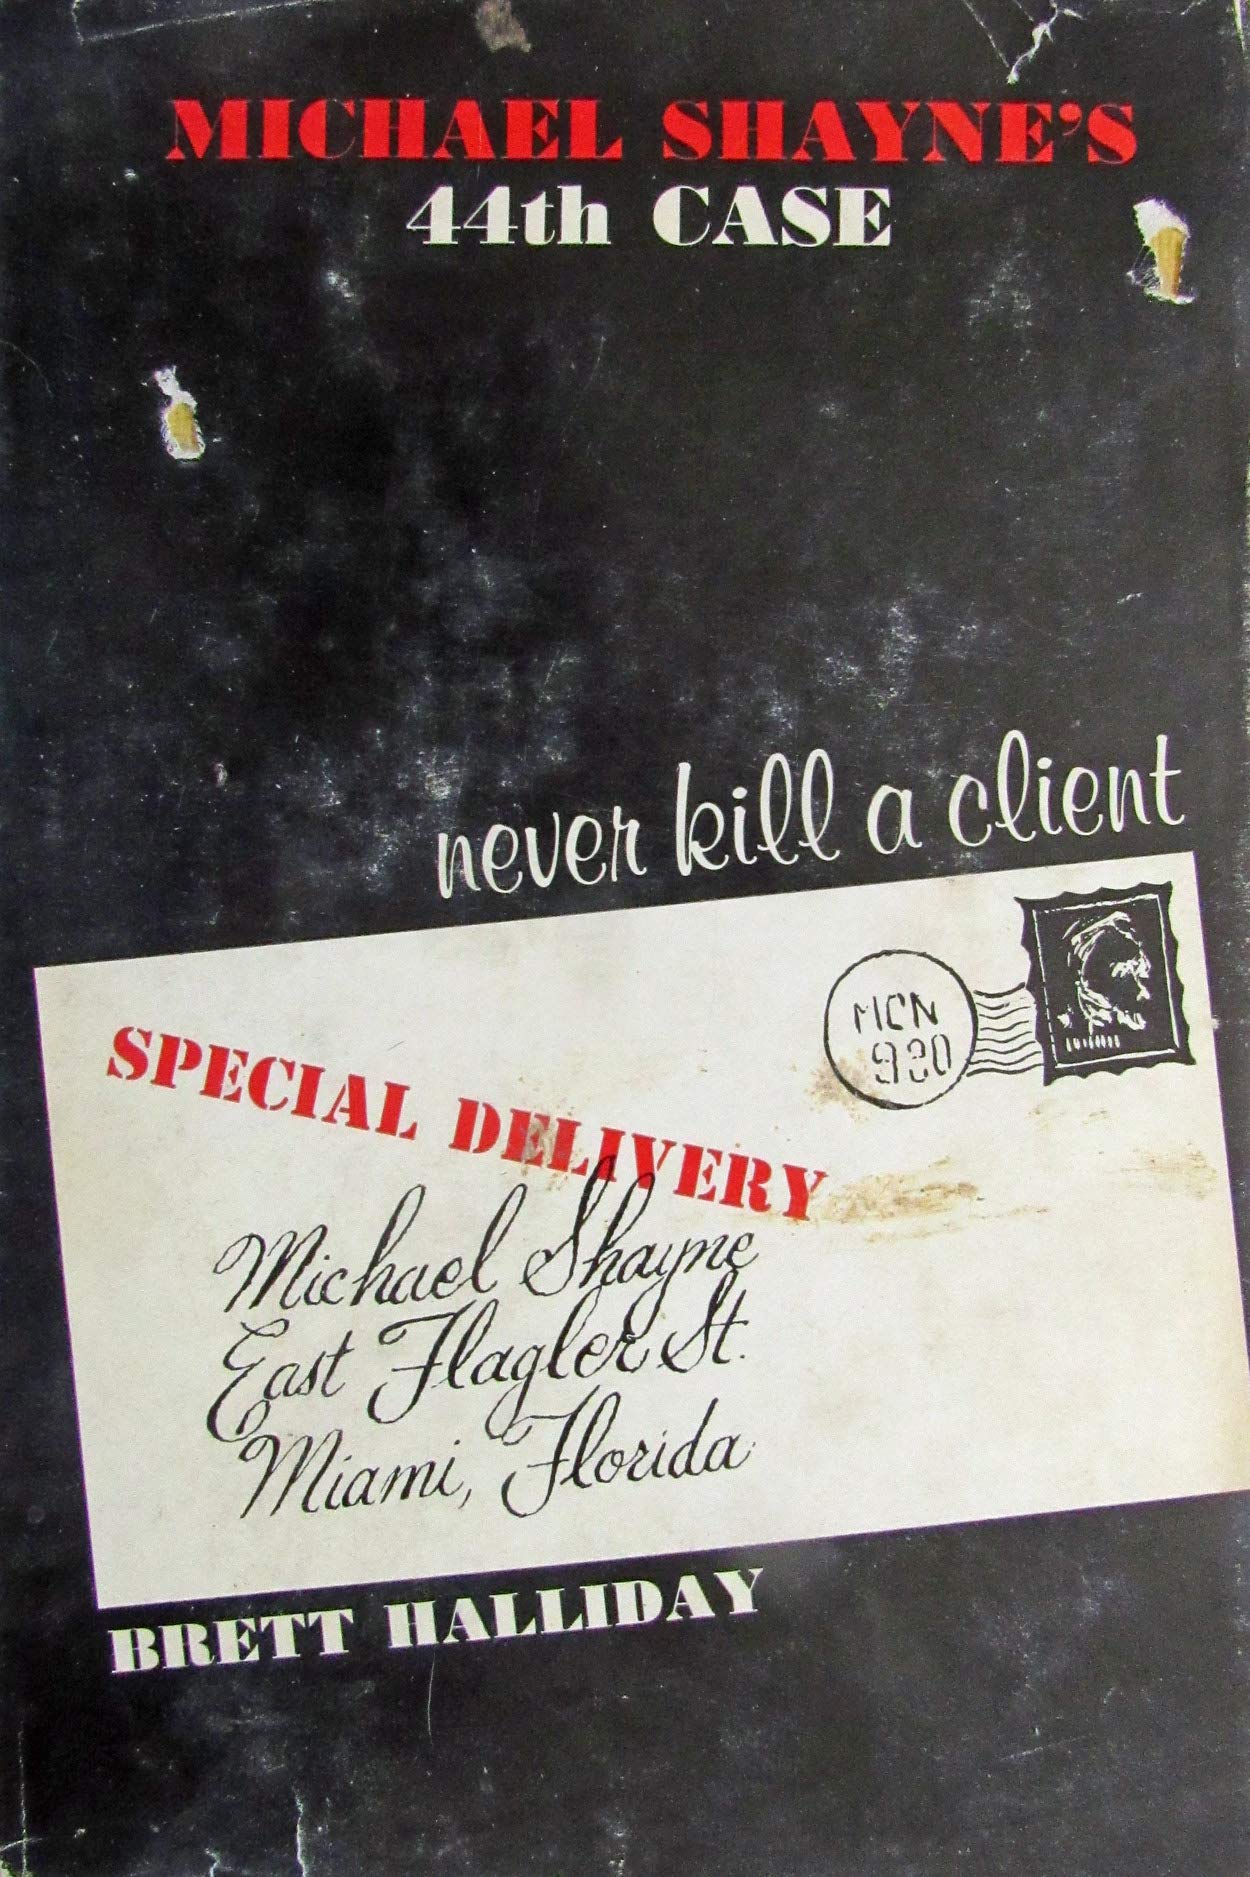 MICHAEL SHAYNE'S
44th CASE
never kill a client
MON
930
SPECIAL DELIVERY
Michael Shayne
East Flagler St.
Miami, Florida
BRETT HALLIDAY